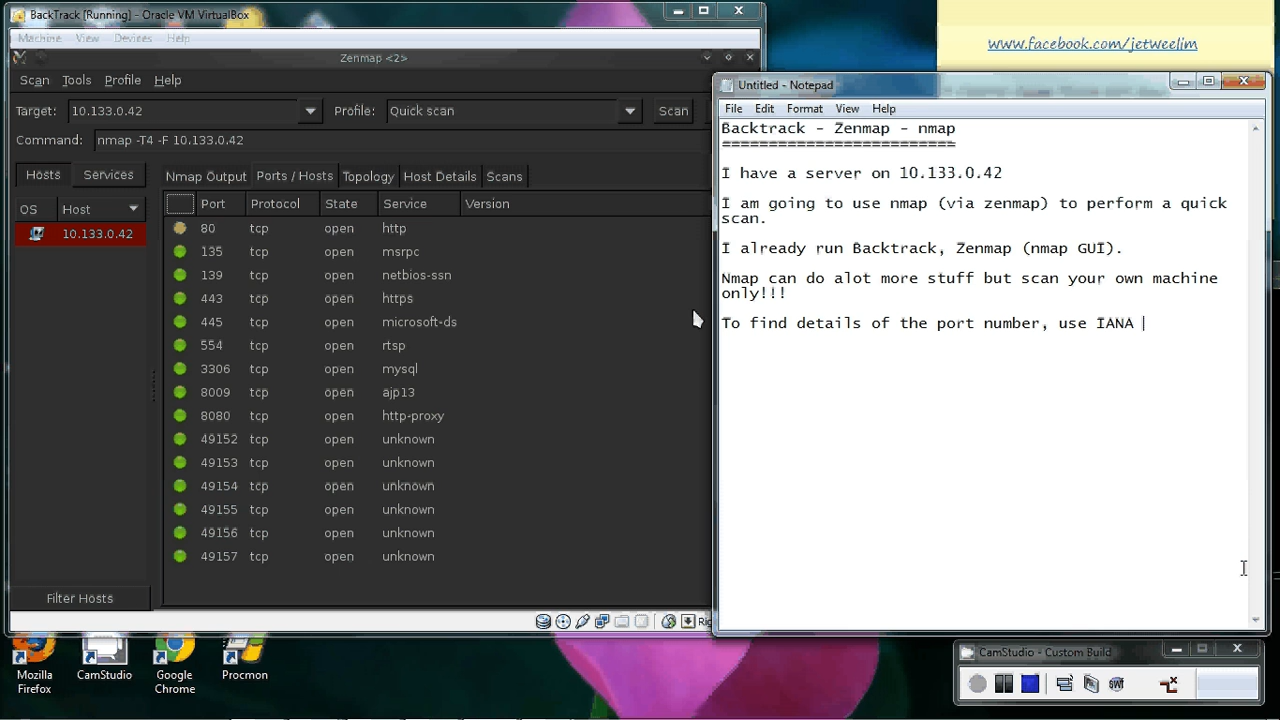 BackTrack [Running] - Oracle VM VirtualBox
Machine View Devices Help
Zenmap <2>
Scan Tools Profile Help
Target: 10.133.0.42 Profile: Quick scan Scan
Command: nmap -T4 -F 10.133.0.42
Hosts Services
Nmap Output Ports / Hosts Topology Host Details Scans
OS Host
10.133.0.42
Port Protocol State Service Version
80 tcp open http
135 tcp open msrpc
139 tcp open netbios-ssn
443 tcp open https
445 tcp open microsoft-ds
554 tcp open rtsp
3306 tcp open mysql
8009 tcp open ajp13
8080 tcp open http-proxy
49152 tcp open unknown
49153 tcp open unknown
49154 tcp open unknown
49155 tcp open unknown
49156 tcp open unknown
49157 tcp open unknown
Filter Hosts
www.facebook.com/jetweelim
Untitled - Notepad
File Edit Format View Help
Backtrack - Zenmap - nmap
=========================
I have a server on 10.133.0.42
I am going to use nmap (via zenmap) to perform a quick
scan.
I already run Backtrack, Zenmap (nmap GUI).
Nmap can do alot more stuff but scan your own machine
only!!!
To find details of the port number, use IANA
Mozilla
Firefox
CamStudio
Google
Chrome
Procmon
CamStudio - Custom Build
SWF